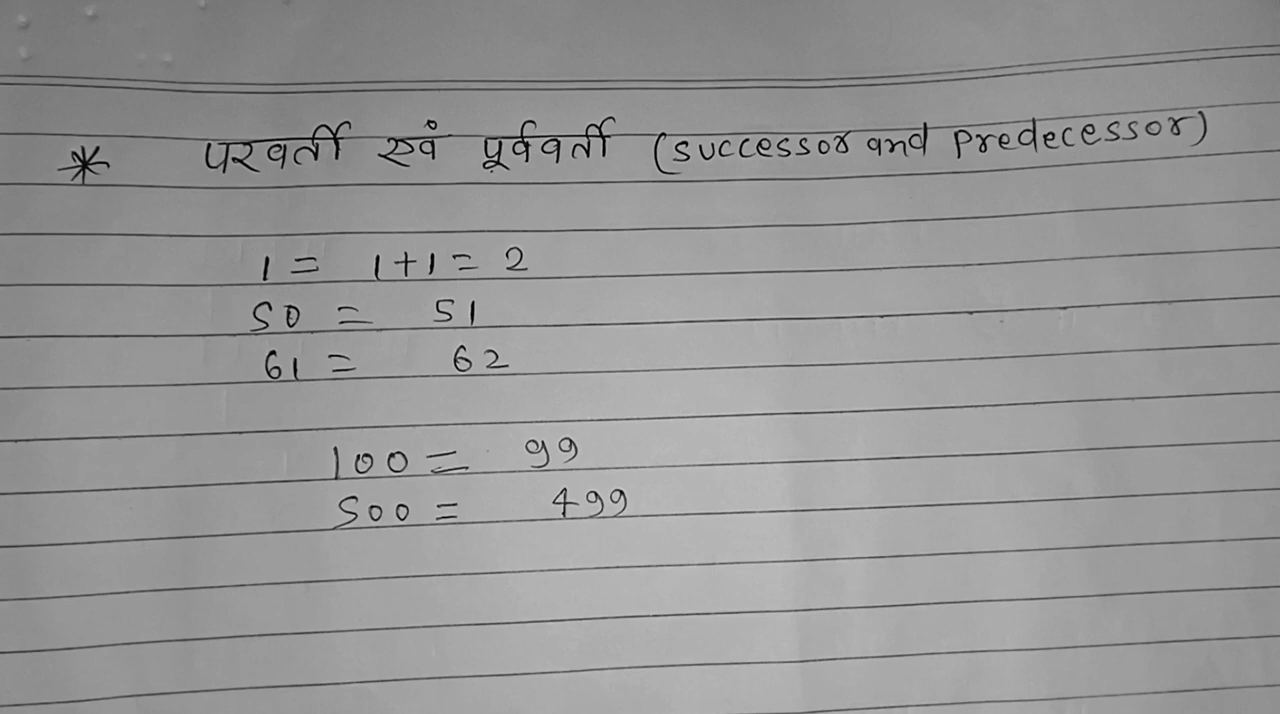 * परवर्ती एवं पूर्ववर्ती (successor and predecessor)
1 = 1+1 = 2
50 = 51
61 = 62
100 = 99
500 = 499